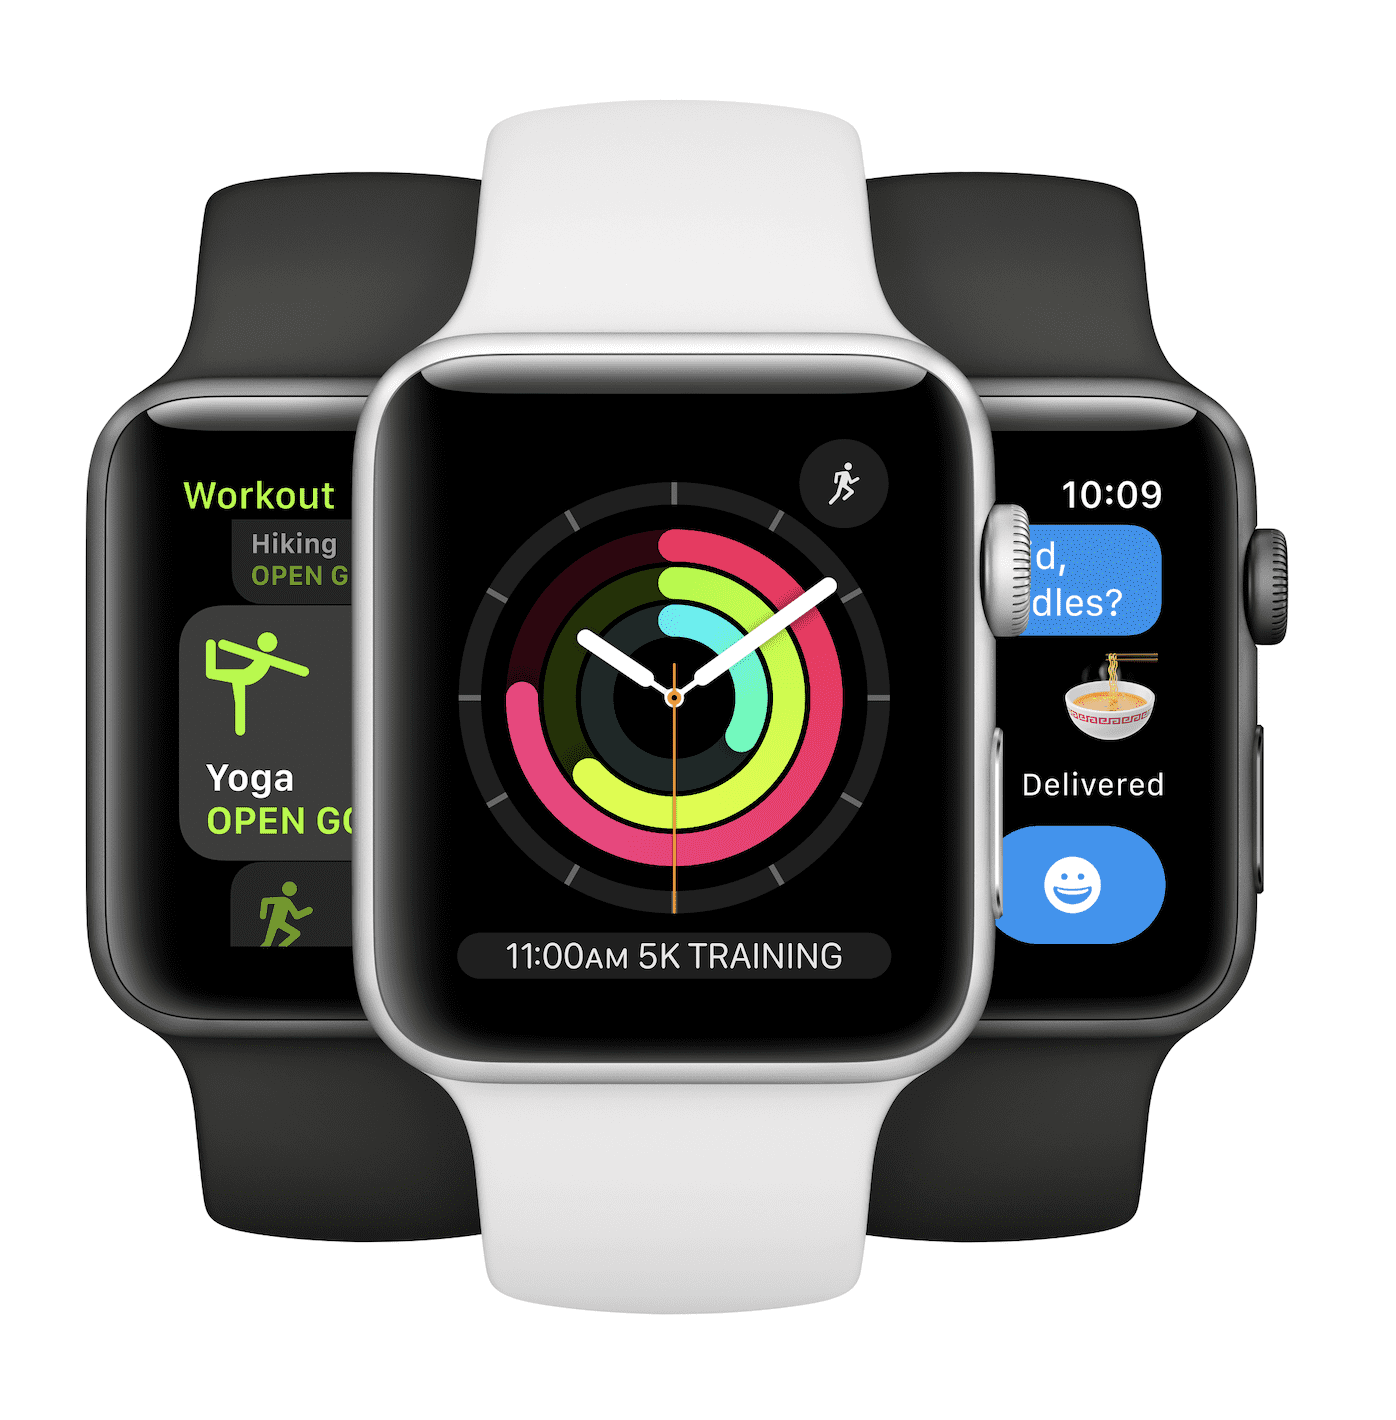 Workout
Hiking
OPEN G
Yoga
OPEN GO
11:00AM 5K TRAINING
10:09
d,
dles?
Delivered